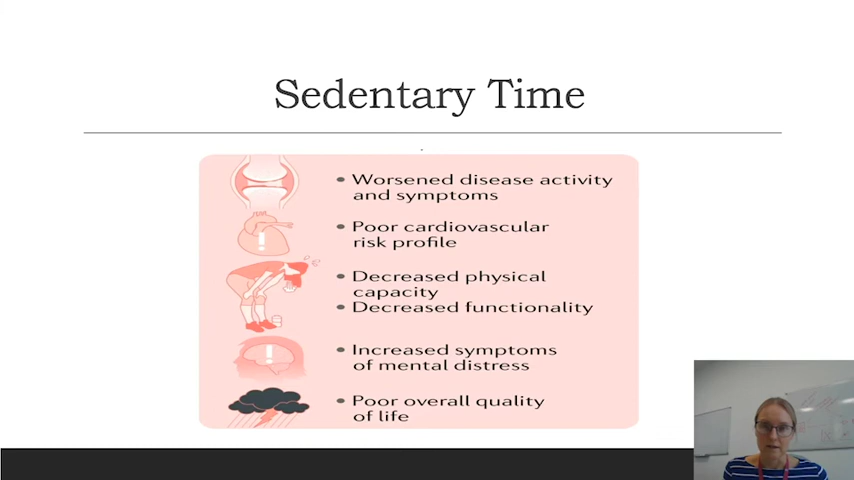 Sedentary Time
• Worsened disease activity
and symptoms
• Poor cardiovascular
risk profile
• Decreased physical
capacity
• Decreased functionality
• Increased symptoms
of mental distress
• Poor overall quality
of life